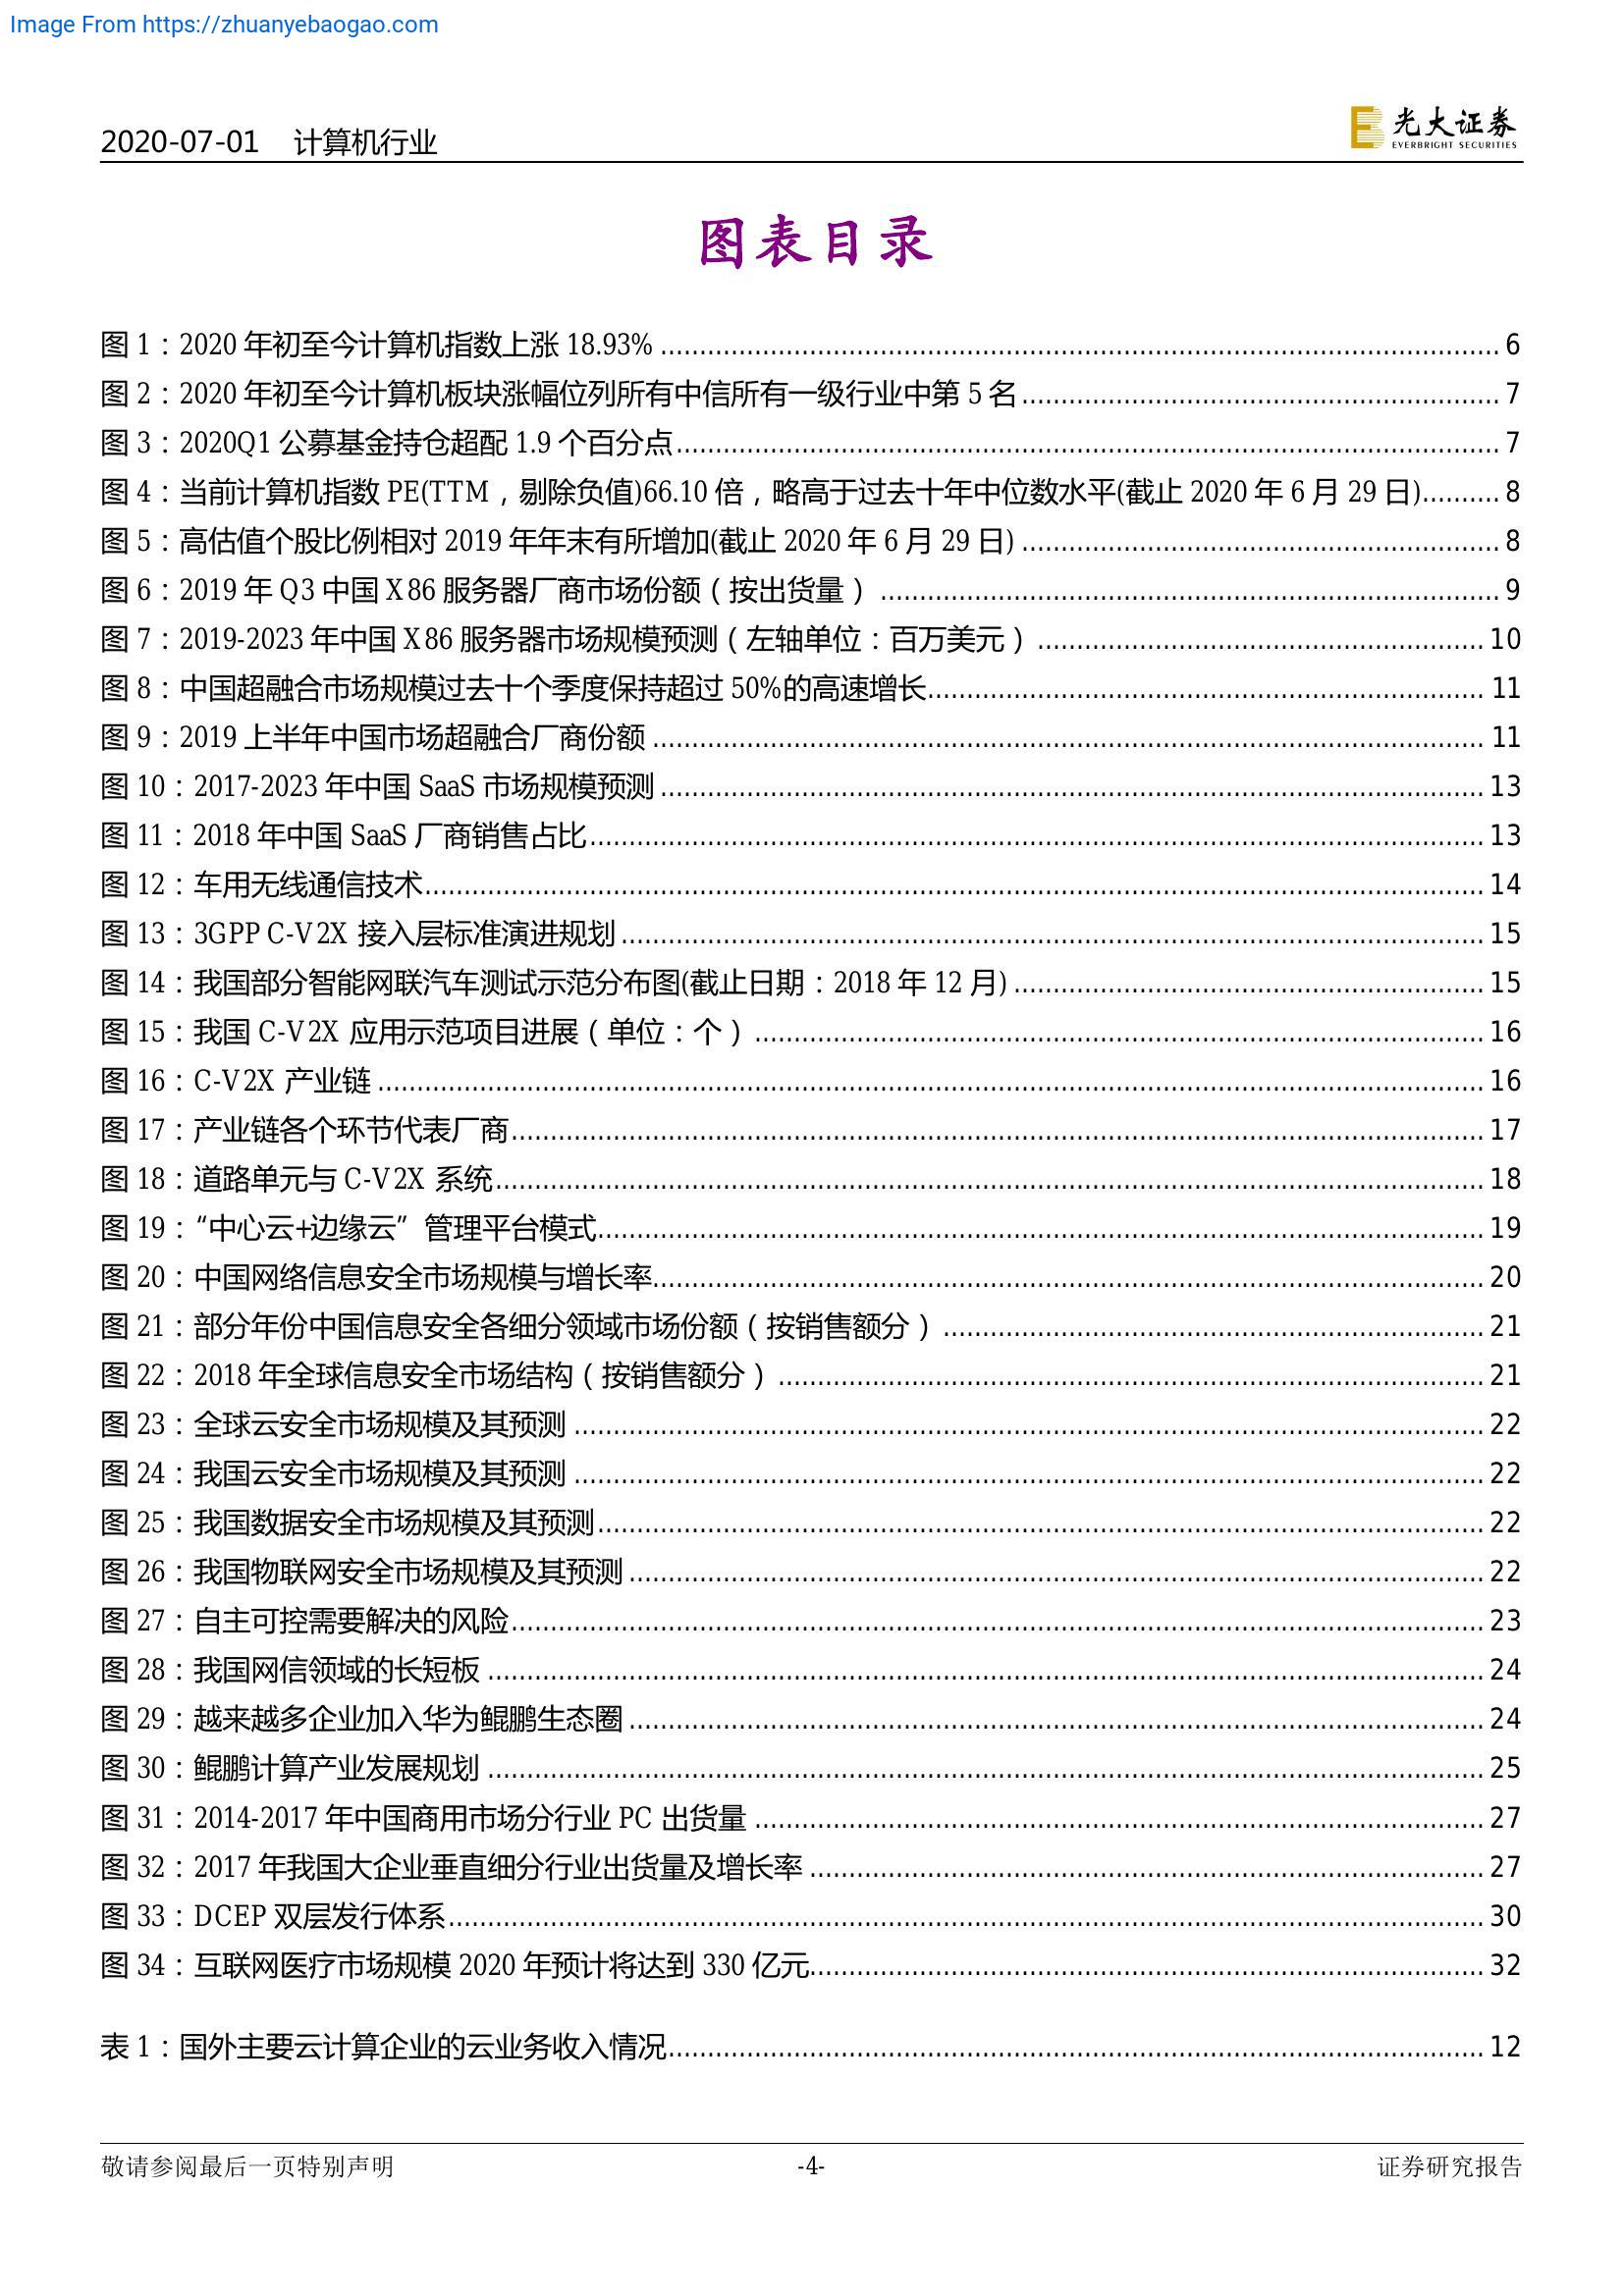 Image From https://zhuanyebaogao.com
2020-07-01 计算机行业
光大证券
EVERBRIGHT SECURITIES
图表目录
图 1：2020 年初至今计算机指数上涨 18.93% ........ 6
图 2：2020 年初至今计算机板块涨幅位列所有中信所有一级行业中第 5 名 ........ 7
图 3：2020Q1 公募基金持仓超配 1.9 个百分点 ........ 7
图 4：当前计算机指数 PE(TTM，剔除负值)66.10 倍，略高于过去十年中位数水平(截止 2020 年 6 月 29 日) ........ 8
图 5：高估值个股比例相对 2019 年年末有所增加(截止 2020 年 6 月 29 日) ........ 8
图 6：2019 年 Q3 中国 X86 服务器厂商市场份额（按出货量） ........ 9
图 7：2019-2023 年中国 X86 服务器市场规模预测（左轴单位：百万美元） ........ 10
图 8：中国超融合市场规模过去十个季度保持超过 50%的高速增长 ........ 11
图 9：2019 上半年中国市场超融合厂商份额 ........ 11
图 10：2017-2023 年中国 SaaS 市场规模预测 ........ 13
图 11：2018 年中国 SaaS 厂商销售占比 ........ 13
图 12：车用无线通信技术 ........ 14
图 13：3GPP C-V2X 接入层标准演进规划 ........ 15
图 14：我国部分智能网联汽车测试示范分布图(截止日期：2018 年 12 月) ........ 15
图 15：我国 C-V2X 应用示范项目进展（单位：个） ........ 16
图 16：C-V2X 产业链 ........ 16
图 17：产业链各个环节代表厂商 ........ 17
图 18：道路单元与 C-V2X 系统 ........ 18
图 19：“中心云+边缘云”管理平台模式 ........ 19
图 20：中国网络信息安全市场规模与增长率 ........ 20
图 21：部分年份中国信息安全各细分领域市场份额（按销售额分） ........ 21
图 22：2018 年全球信息安全市场结构（按销售额分） ........ 21
图 23：全球云安全市场规模及其预测 ........ 22
图 24：我国云安全市场规模及其预测 ........ 22
图 25：我国数据安全市场规模及其预测 ........ 22
图 26：我国物联网安全市场规模及其预测 ........ 22
图 27：自主可控需要解决的风险 ........ 23
图 28：我国网信领域的长短板 ........ 24
图 29：越来越多企业加入华为鲲鹏生态圈 ........ 24
图 30：鲲鹏计算产业发展规划 ........ 25
图 31：2014-2017 年中国商用市场分行业 PC 出货量 ........ 27
图 32：2017 年我国大企业垂直细分行业出货量及增长率 ........ 27
图 33：DCEP 双层发行体系 ........ 30
图 34：互联网医疗市场规模 2020 年预计将达到 330 亿元 ........ 32
表 1：国外主要云计算企业的云业务收入情况 ........ 12
敬请参阅最后一页特别声明 -4- 证券研究报告